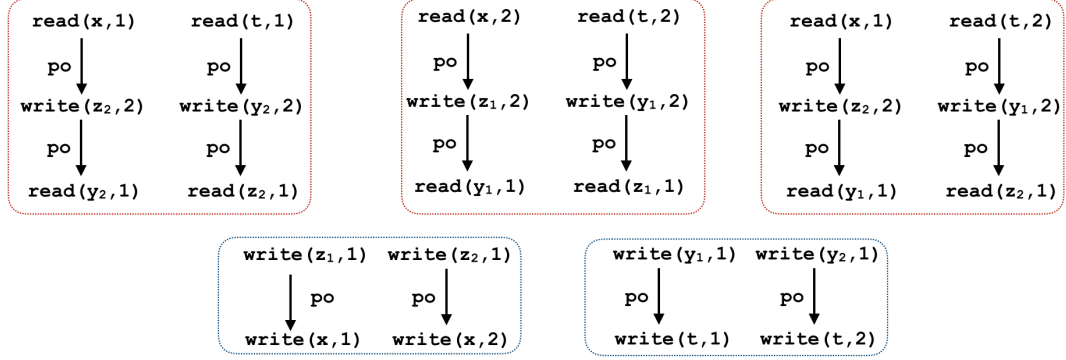 read(x,1) read(t,1) read(x,2) read(t,2) read(x,1) read(t,2)
po po po po po po
write(z₂,2) write(y₂,2) write(z₁,2) write(y₁,2) write(z₂,2) write(y₁,2)
po po po po po po
read(y₂,1) read(z₂,1) read(y₁,1) read(z₁,1) read(y₁,1) read(z₂,1)
write(z₁,1) write(z₂,1) write(y₁,1) write(y₂,1)
po po po po
write(x,1) write(x,2) write(t,1) write(t,2)